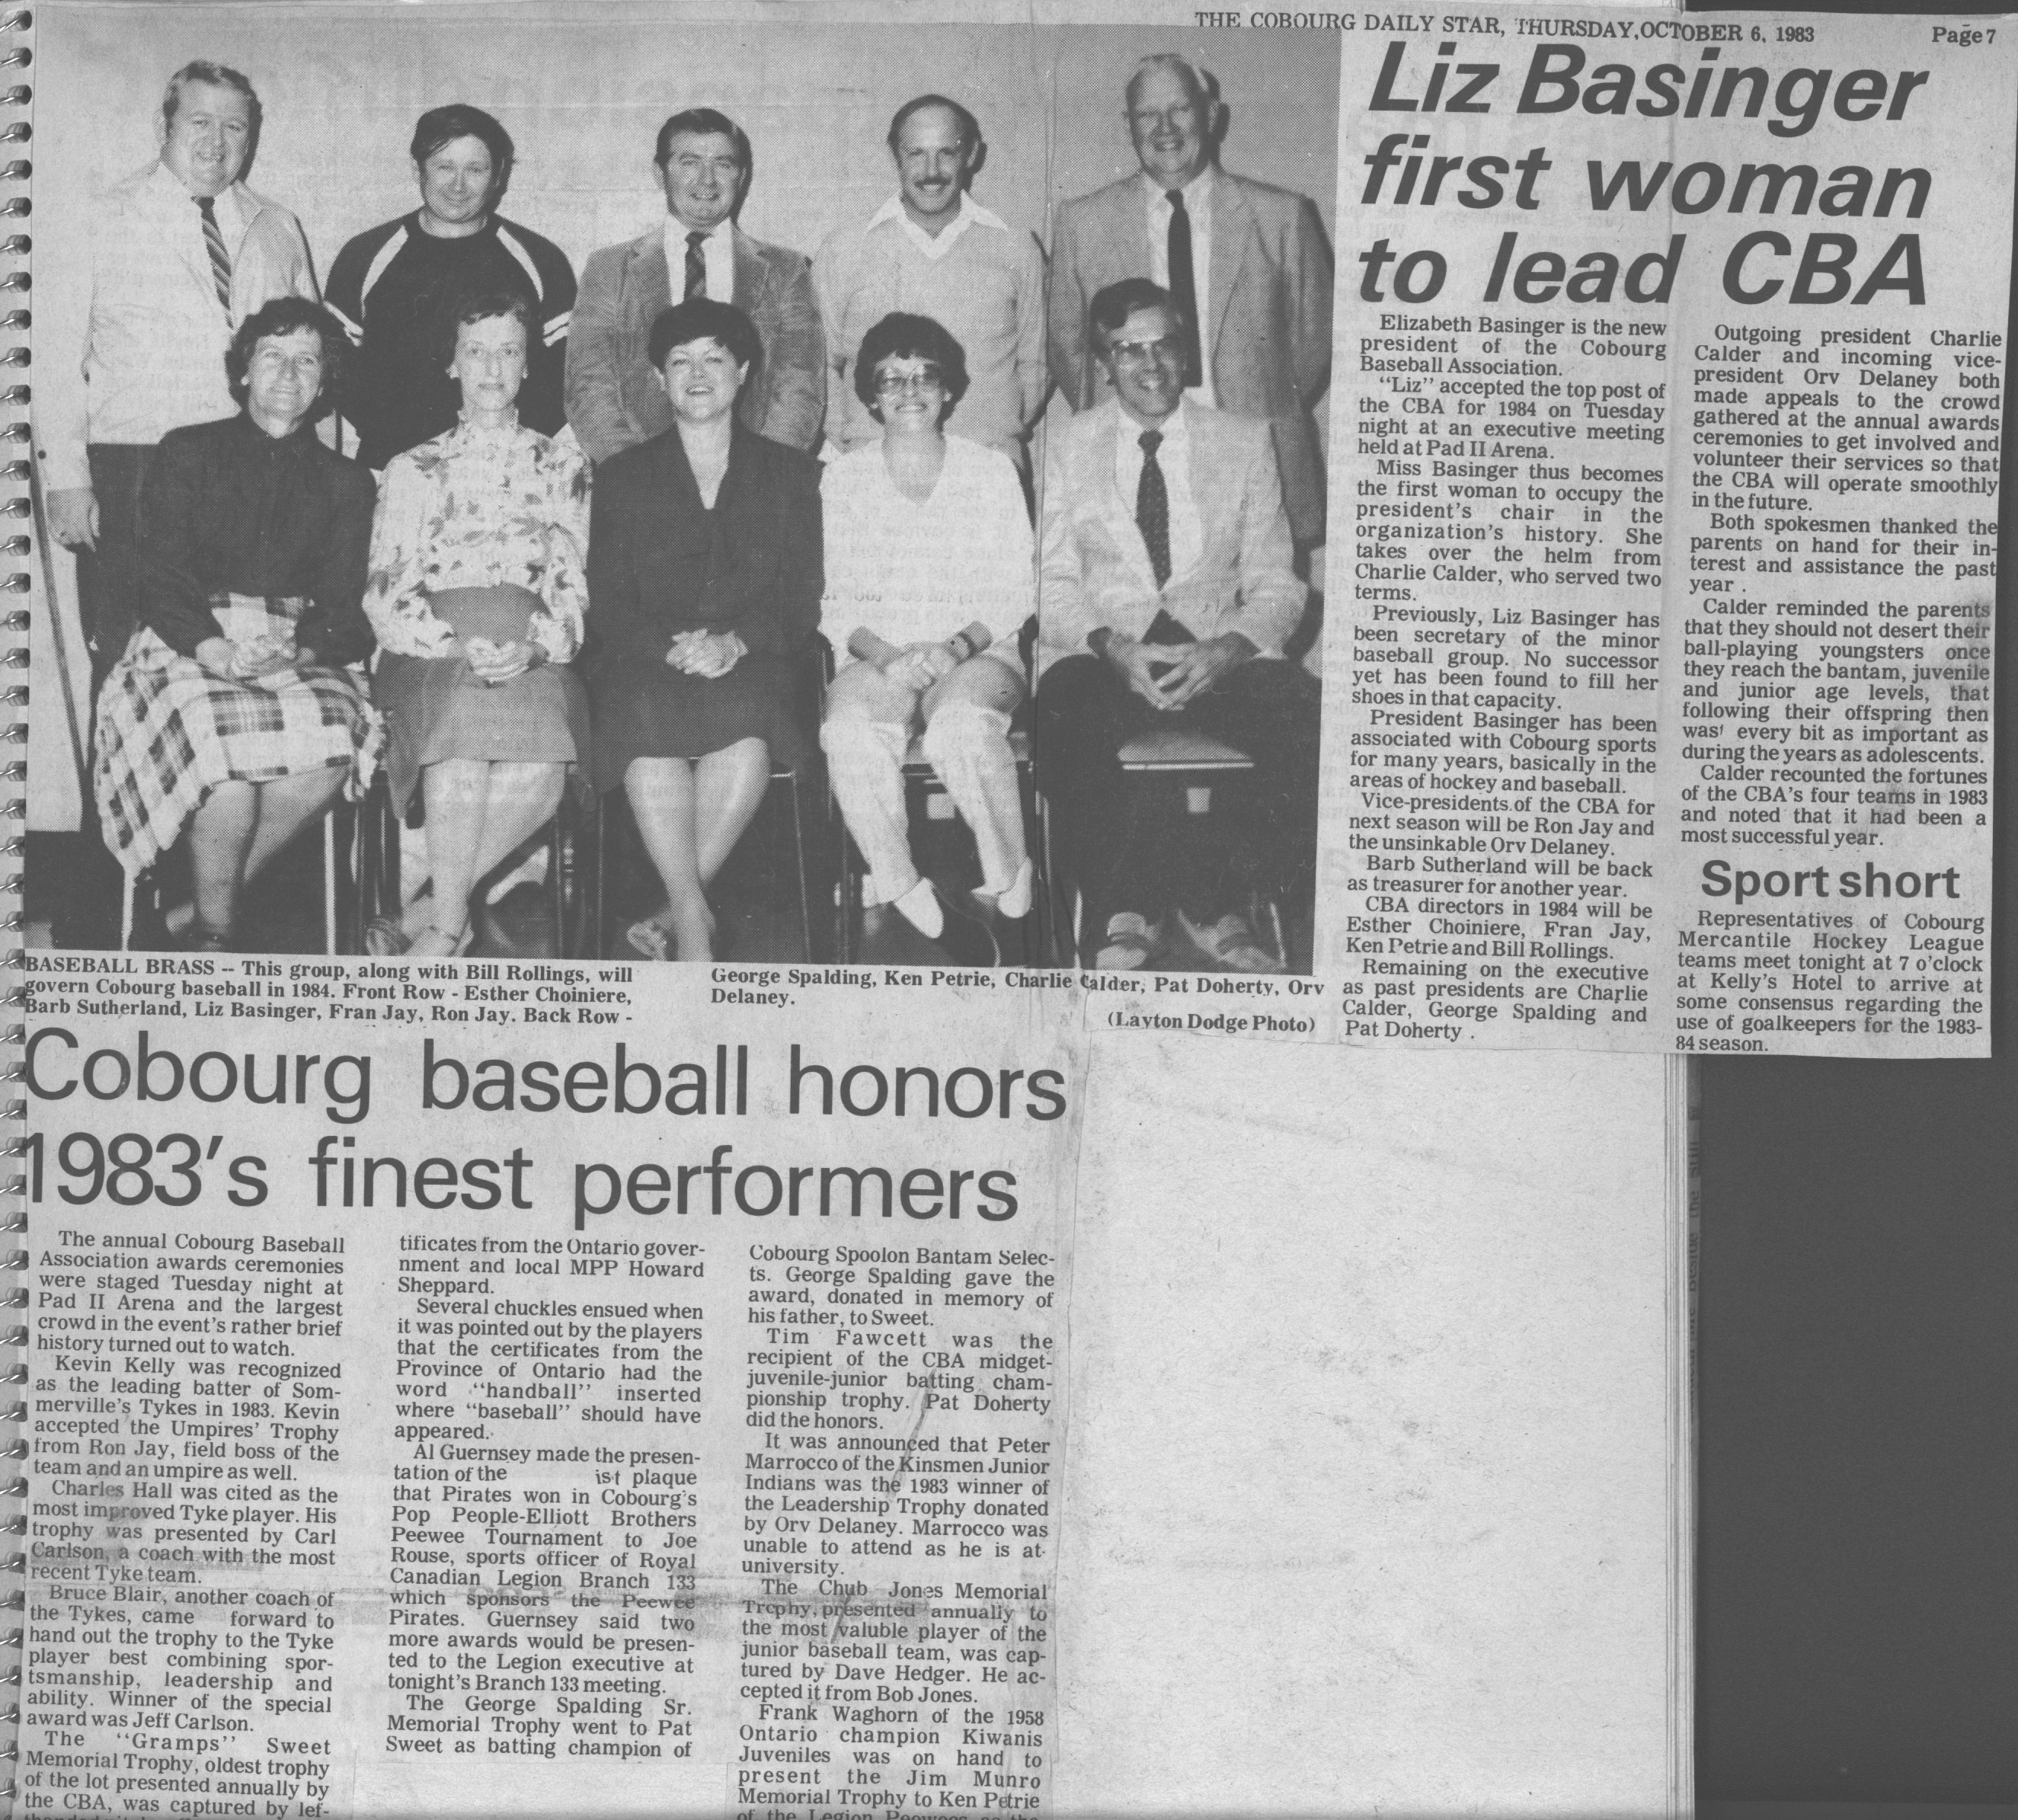 THE COBOURG DAILY STAR, THURSDAY, OCTOBER 6, 1983 Page 7
Liz Basinger
first woman
to lead CBA
Elizabeth Basinger is the new
president of the Cobourg
Baseball Association.
"Liz" accepted the top post of
the CBA for 1984 on Tuesday
night at an executive meeting
held at Pad II Arena.
Miss Basinger thus becomes
the first woman to occupy the
president's chair in the
organization's history. She
takes over the helm from
Charlie Calder, who served two
terms.
Previously, Liz Basinger has
been secretary of the minor
baseball group. No successor
yet has been found to fill her
shoes in that capacity.
President Basinger has been
associated with Cobourg sports
for many years, basically in the
areas of hockey and baseball.
Vice-presidents of the CBA for
next season will be Ron Jay and
the unsinkable Orv Delaney.
Barb Sutherland will be back
as treasurer for another year.
CBA directors in 1984 will be
Esther Choiniere, Fran Jay,
Ken Petrie and Bill Rollings.
Remaining on the executive
as past presidents are Charlie
Calder, George Spalding and
Pat Doherty .
Outgoing president Charlie
Calder and incoming vice-
president Orv Delaney both
made appeals to the crowd
gathered at the annual awards
ceremonies to get involved and
volunteer their services so that
the CBA will operate smoothly
in the future.
Both spokesmen thanked the
parents on hand for their in-
terest and assistance the past
year .
Calder reminded the parents
that they should not desert their
ball-playing youngsters once
they reach the bantam, juvenile
and junior age levels, that
following their offspring then
was every bit as important as
during the years as adolescents.
Calder recounted the fortunes
of the CBA's four teams in 1983
and noted that it had been a
most successful year.
Sport short
Representatives of Cobourg
Mercantile Hockey League
teams meet tonight at 7 o'clock
at Kelly's Hotel to arrive at
some consensus regarding the
use of goalkeepers for the 1983-
84 season.
BASEBALL BRASS -- This group, along with Bill Rollings, will
govern Cobourg baseball in 1984. Front Row - Esther Choiniere,
Barb Sutherland, Liz Basinger, Fran Jay, Ron Jay. Back Row -
George Spalding, Ken Petrie, Charlie Calder, Pat Doherty, Orv
Delaney.
(Layton Dodge Photo)
Cobourg baseball honors
1983's finest performers
The annual Cobourg Baseball
Association awards ceremonies
were staged Tuesday night at
Pad II Arena and the largest
crowd in the event's rather brief
history turned out to watch.
Kevin Kelly was recognized
as the leading batter of Som-
merville's Tykes in 1983. Kevin
accepted the Umpires' Trophy
from Ron Jay, field boss of the
team and an umpire as well.
Charles Hall was cited as the
most improved Tyke player. His
trophy was presented by Carl
Carlson, a coach with the most
recent Tyke team.
Bruce Blair, another coach of
the Tykes, came forward to
hand out the trophy to the Tyke
player best combining spor-
tsmanship, leadership and
ability. Winner of the special
award was Jeff Carlson.
The "Gramps" Sweet
Memorial Trophy, oldest trophy
of the lot presented annually by
the CBA, was captured by lef-
tificates from the Ontario gover-
nment and local MPP Howard
Sheppard.
Several chuckles ensued when
it was pointed out by the players
that the certificates from the
Province of Ontario had the
word "handball" inserted
where "baseball" should have
appeared.
Al Guernsey made the presen-
tation of the ist plaque
that Pirates won in Cobourg's
Pop People-Elliott Brothers
Peewee Tournament to Joe
Rouse, sports officer of Royal
Canadian Legion Branch 133
which sponsors the Peewee
Pirates. Guernsey said two
more awards would be presen-
ted to the Legion executive at
tonight's Branch 133 meeting.
The George Spalding Sr.
Memorial Trophy went to Pat
Sweet as batting champion of
Cobourg Spoolon Bantam Selec-
ts. George Spalding gave the
award, donated in memory of
his father, to Sweet.
Tim Fawcett was the
recipient of the CBA midget-
juvenile-junior batting cham-
pionship trophy. Pat Doherty
did the honors.
It was announced that Peter
Marrocco of the Kinsmen Junior
Indians was the 1983 winner of
the Leadership Trophy donated
by Orv Delaney. Marrocco was
unable to attend as he is at
university.
The Chub Jones Memorial
Trophy, presented annually to
the most valuble player of the
junior baseball team, was cap-
tured by Dave Hedger. He ac-
cepted it from Bob Jones.
Frank Waghorn of the 1958
Ontario champion Kiwanis
Juveniles was on hand to
present the Jim Munro
Memorial Trophy to Ken Petrie
of the Legion Peewees as the